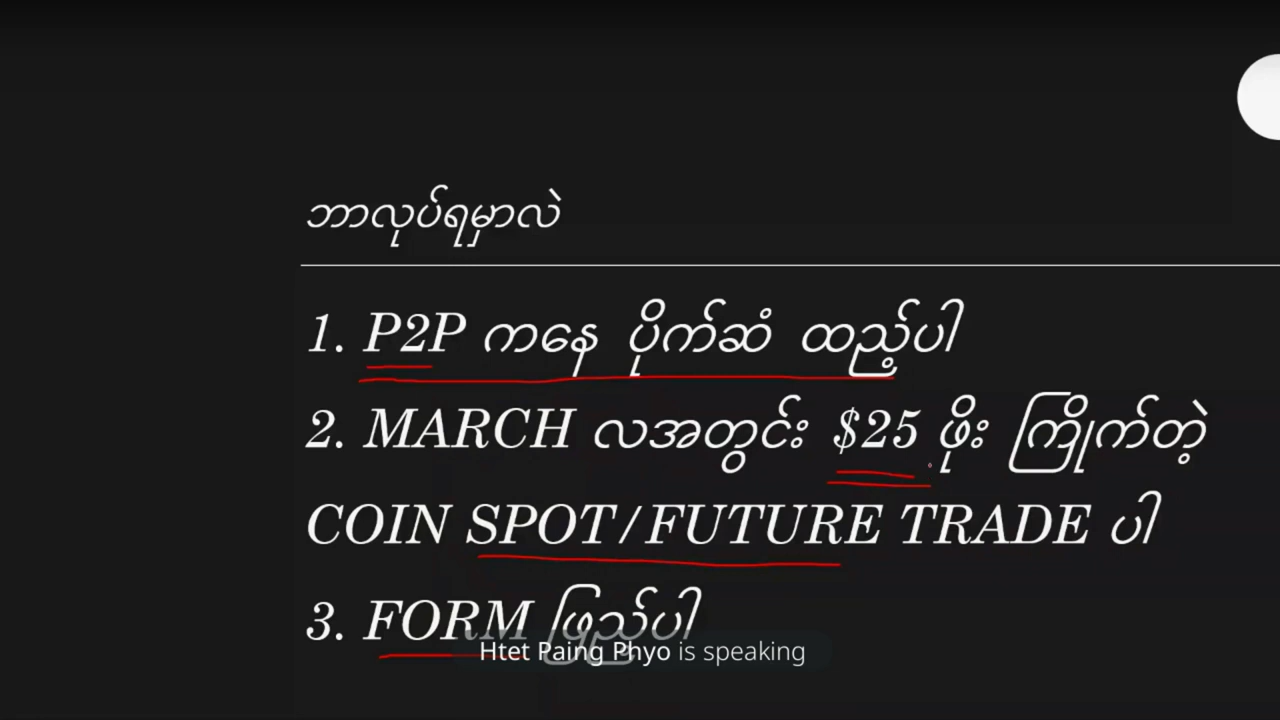 ဘာလုပ်ရမှာလဲ
1. P2P ကနေ ပိုက်ဆံ ထည့်ပါ
2. MARCH လအတွင်း $25 ဖိုး ကြိုက်တဲ့
COIN SPOT/FUTURE TRADE ပါ
3. FORM ဖြည့်ပါ
Htet Paing Phyo is speaking